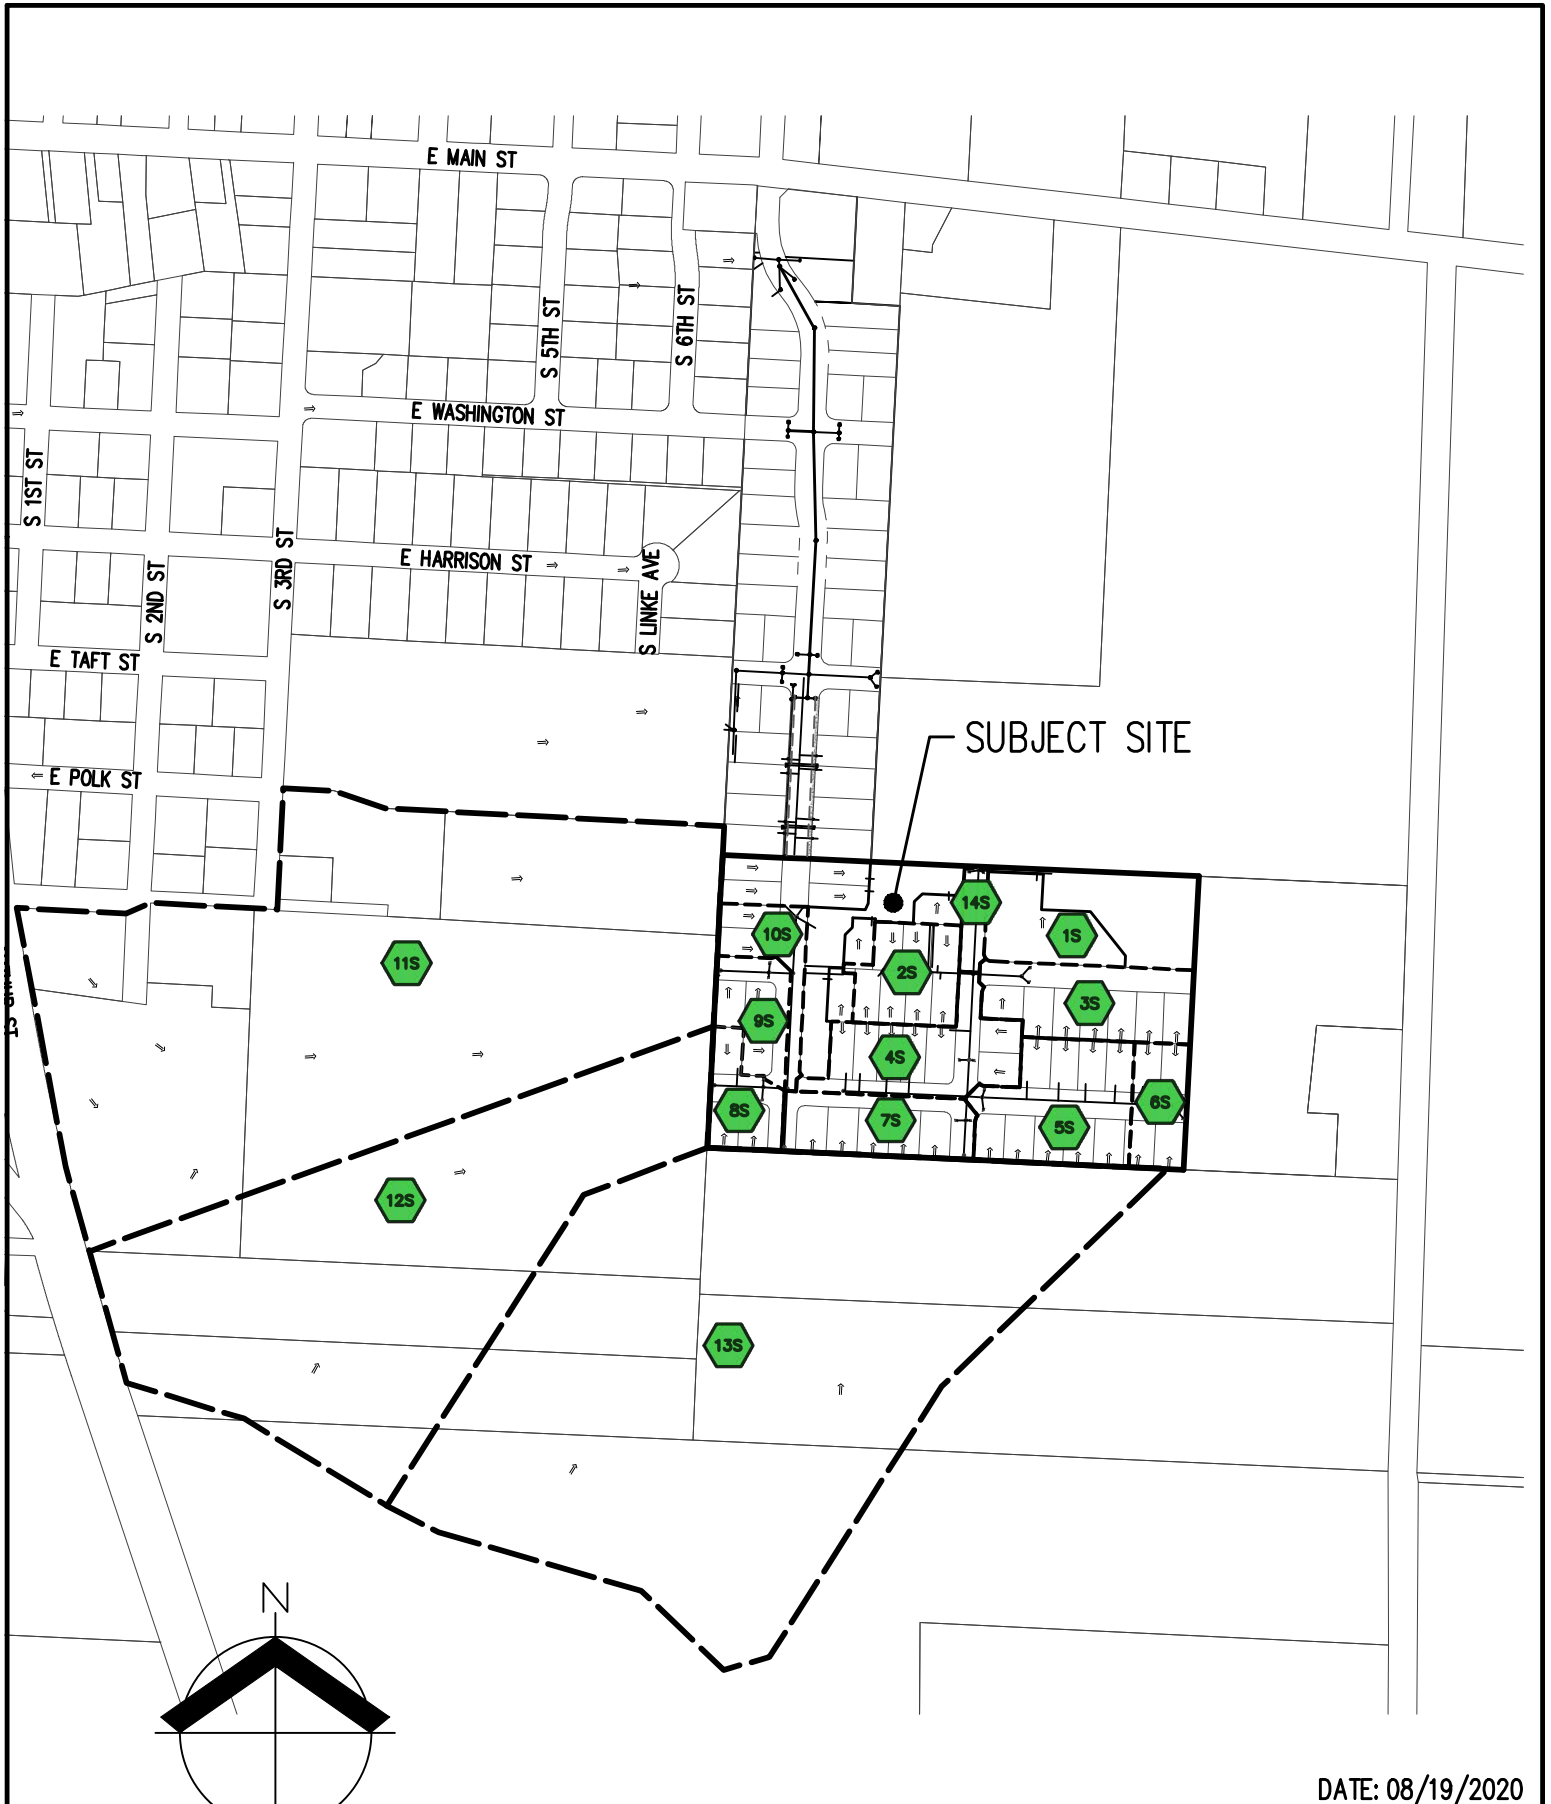 E MAIN ST
S 5TH ST
S 6TH ST
E WASHINGTON ST
S 1ST ST
S 2ND ST
S 3RD ST
E HARRISON ST
S LINKE AVE
E TAFT ST
E POLK ST
SUBJECT SITE
14S
1S
10S
11S
2S
3S
9S
4S
8S
7S
5S
6S
12S
13S
ST
N
DATE: 08/19/2020